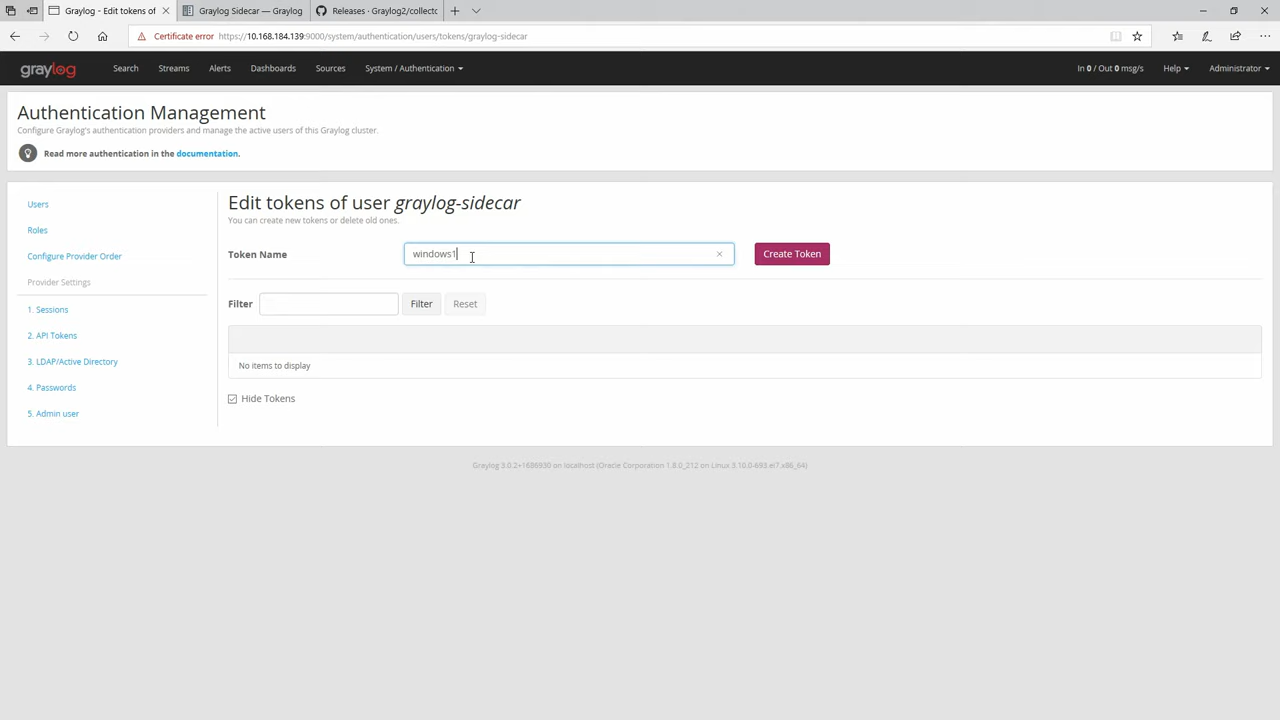 Graylog - Edit tokens of
Graylog Sidecar — Graylog
Releases · Graylog2/collectc
Certificate error https://10.168.184.139:9000/system/authentication/users/tokens/graylog-sidecar
graylog Search Streams Alerts Dashboards Sources System / Authentication In 0 / Out 0 msg/s Help Administrator
Authentication Management
Configure Graylog's authentication providers and manage the active users of this Graylog cluster.
Read more authentication in the documentation.
Users
Roles
Configure Provider Order
Provider Settings
1. Sessions
2. API Tokens
3. LDAP/Active Directory
4. Passwords
5. Admin user
Edit tokens of user graylog-sidecar
You can create new tokens or delete old ones.
Token Name windows1 Create Token
Filter Filter Reset
No items to display
Hide Tokens
Graylog 3.0.2+1686930 on localhost (Oracle Corporation 1.8.0_212 on Linux 3.10.0-693.el7.x86_64)